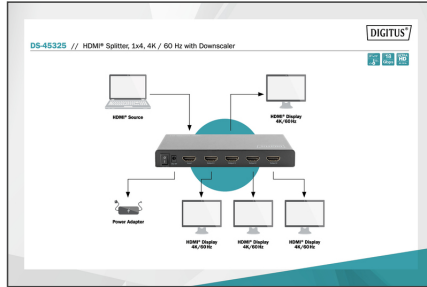 DIGITUS®
DS-45325 // HDMI® Splitter, 1x4, 4K / 60 Hz with Downscaler
HDMI® Source
HDMI® Display
4K/60Hz
Power Adapter
HDMI® Display
4K/60Hz
HDMI® Display
4K/60Hz
HDMI® Display
4K/60Hz